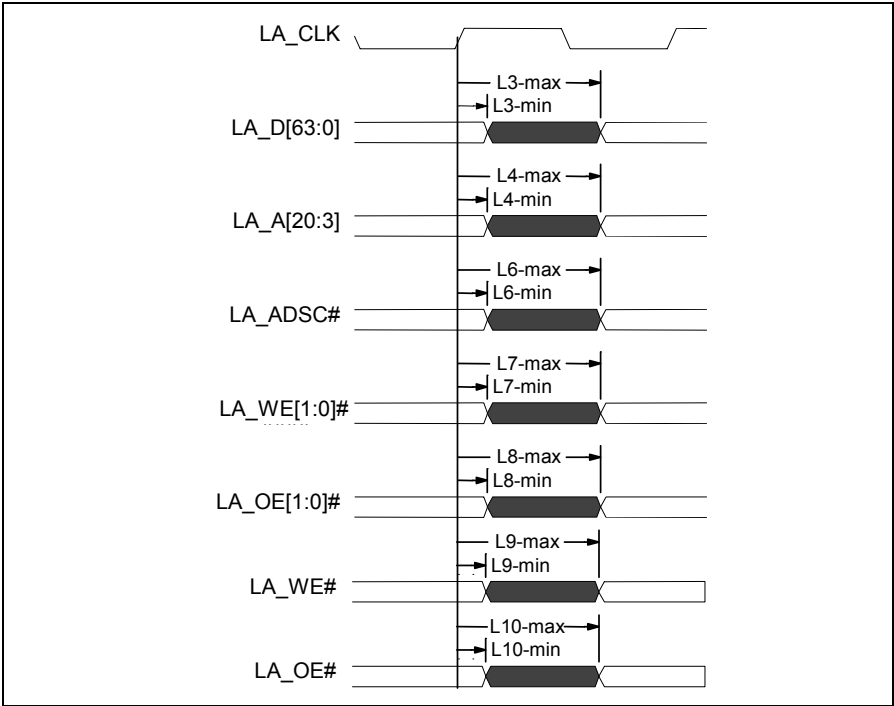 LA_CLK
L3-max
L3-min
LA_D[63:0]
L4-max
L4-min
LA_A[20:3]
L6-max
L6-min
LA_ADSC#
L7-max
L7-min
LA_WE[1:0]#
L8-max
L8-min
LA_OE[1:0]#
L9-max
L9-min
LA_WE#
L10-max
L10-min
LA_OE#